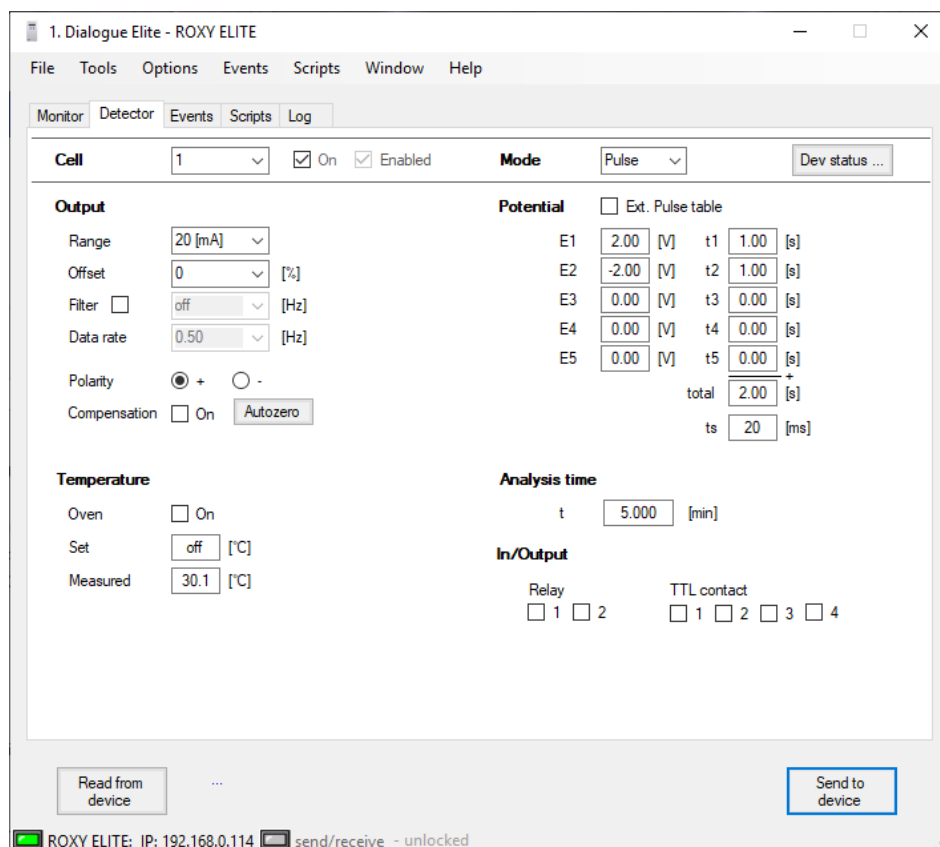 1. Dialogue Elite - ROXY ELITE
File Tools Options Events Scripts Window Help
Monitor Detector Events Scripts Log
Cell 1 On Enabled Mode Pulse Dev status ...
Output
Range 20 [mA]
Offset 0 [%]
Filter off [Hz]
Data rate 0.50 [Hz]
Polarity + -
Compensation On Autozero
Potential Ext. Pulse table
E1 2.00 [V] t1 1.00 [s]
E2 -2.00 [V] t2 1.00 [s]
E3 0.00 [V] t3 0.00 [s]
E4 0.00 [V] t4 0.00 [s]
E5 0.00 [V] t5 0.00 [s]
+
total 2.00 [s]
ts 20 [ms]
Temperature
Oven On
Set off [°C]
Measured 30.1 [°C]
Analysis time
t 5.000 [min]
In/Output
Relay TTL contact
1 2 1 2 3 4
Read from
device
...
Send to
device
ROXY ELITE: IP: 192.168.0.114 send/receive - unlocked